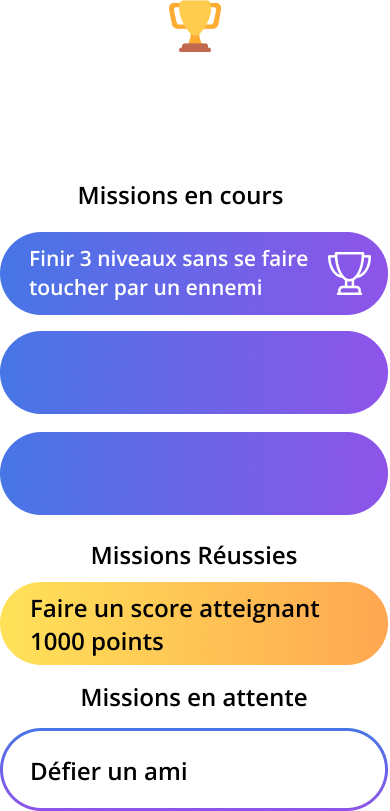 Missions en cours
Finir 3 niveaux sans se faire
toucher par un ennemi
Missions Réussies
Faire un score atteignant
1000 points
Missions en attente
Défier un ami